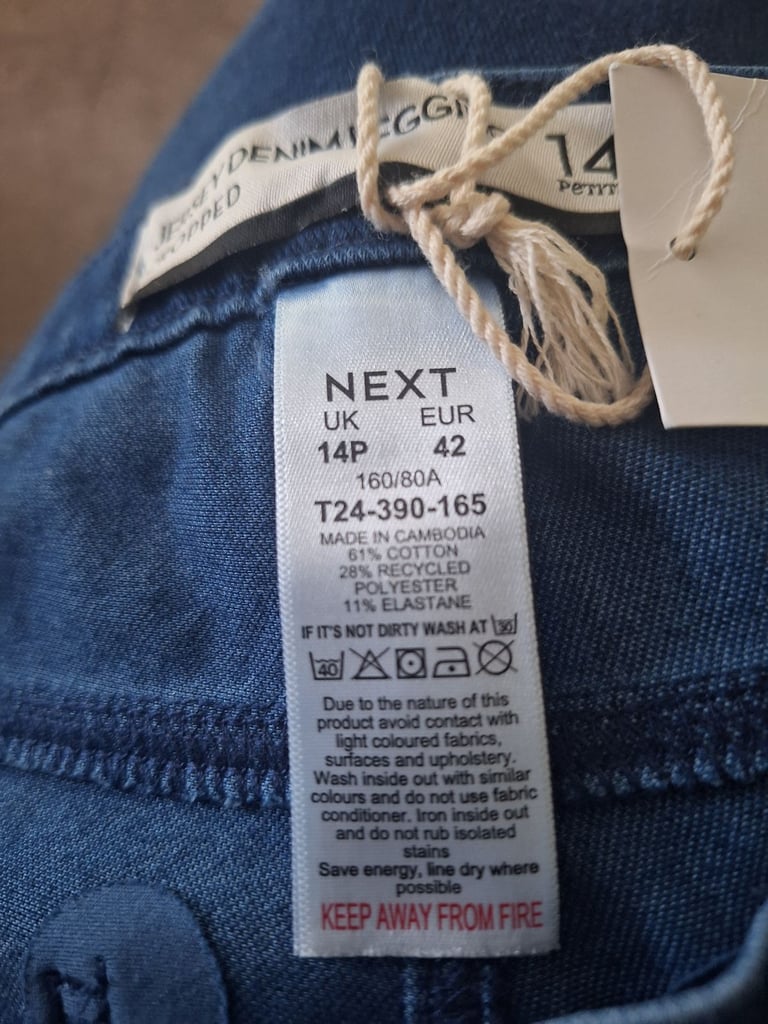 JERSEY DENIM LEGGINGS
CROPPED
14
PETITE
NEXT
UK EUR
14P 42
160/80A
T24-390-165
MADE IN CAMBODIA
61% COTTON
28% RECYCLED
POLYESTER
11% ELASTANE
IF IT'S NOT DIRTY WASH AT 30
40
Due to the nature of this
product avoid contact with
light coloured fabrics,
surfaces and upholstery.
Wash inside out with similar
colours and do not use fabric
conditioner. Iron inside out
and do not rub isolated
stains
Save energy, line dry where
possible
KEEP AWAY FROM FIRE